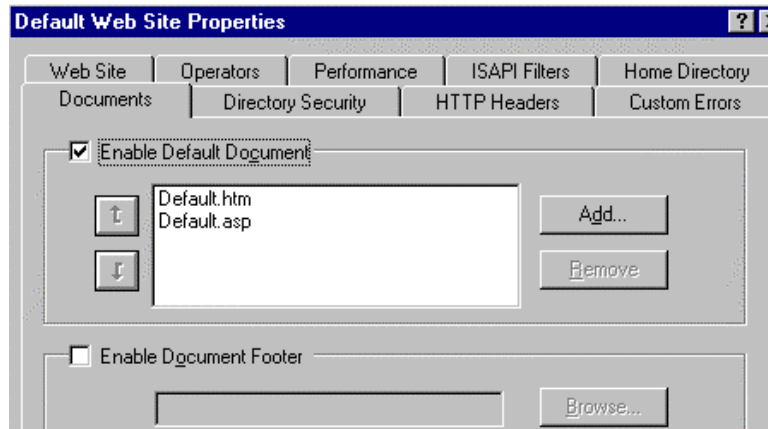 Default Web Site Properties ?
Web Site Operators Performance ISAPI Filters Home Directory
Documents Directory Security HTTP Headers Custom Errors
Enable Default Document
Default.htm
Default.asp
Add...
Remove
Enable Document Footer
Browse...